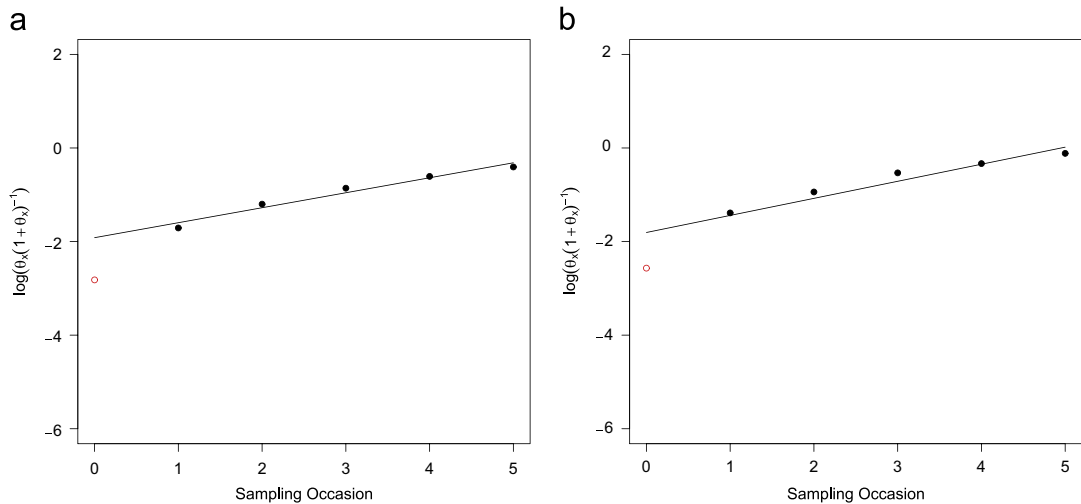 a
2
0
−2
−4
−6
log(θₓ(1 + θₓ)⁻¹)
0 1 2 3 4 5
Sampling Occasion
b
2
0
−2
−4
−6
log(θₓ(1 + θₓ)⁻¹)
0 1 2 3 4 5
Sampling Occasion